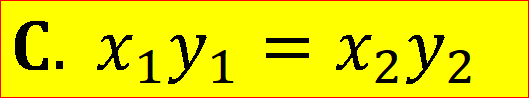 C. x₁y₁ = x₂y₂